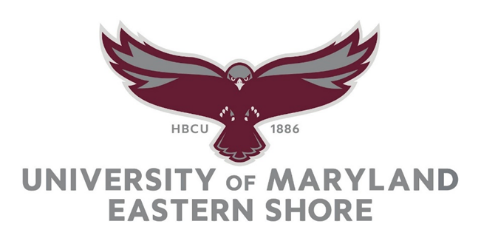 HBCU 1886
UNIVERSITY OF MARYLAND
EASTERN SHORE